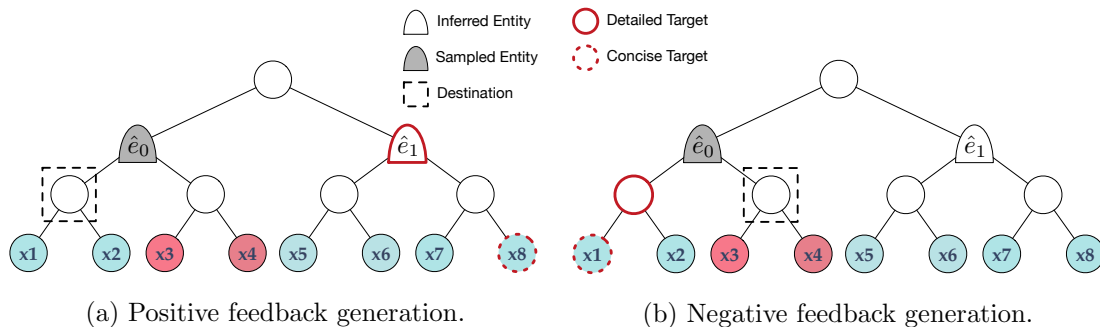 Inferred Entity
Detailed Target
Sampled Entity
Concise Target
Destination
ê₀
ê₁
x1 x2 x3 x4 x5 x6 x7 x8
(a) Positive feedback generation.
ê₀
ê₁
x1 x2 x3 x4 x5 x6 x7 x8
(b) Negative feedback generation.